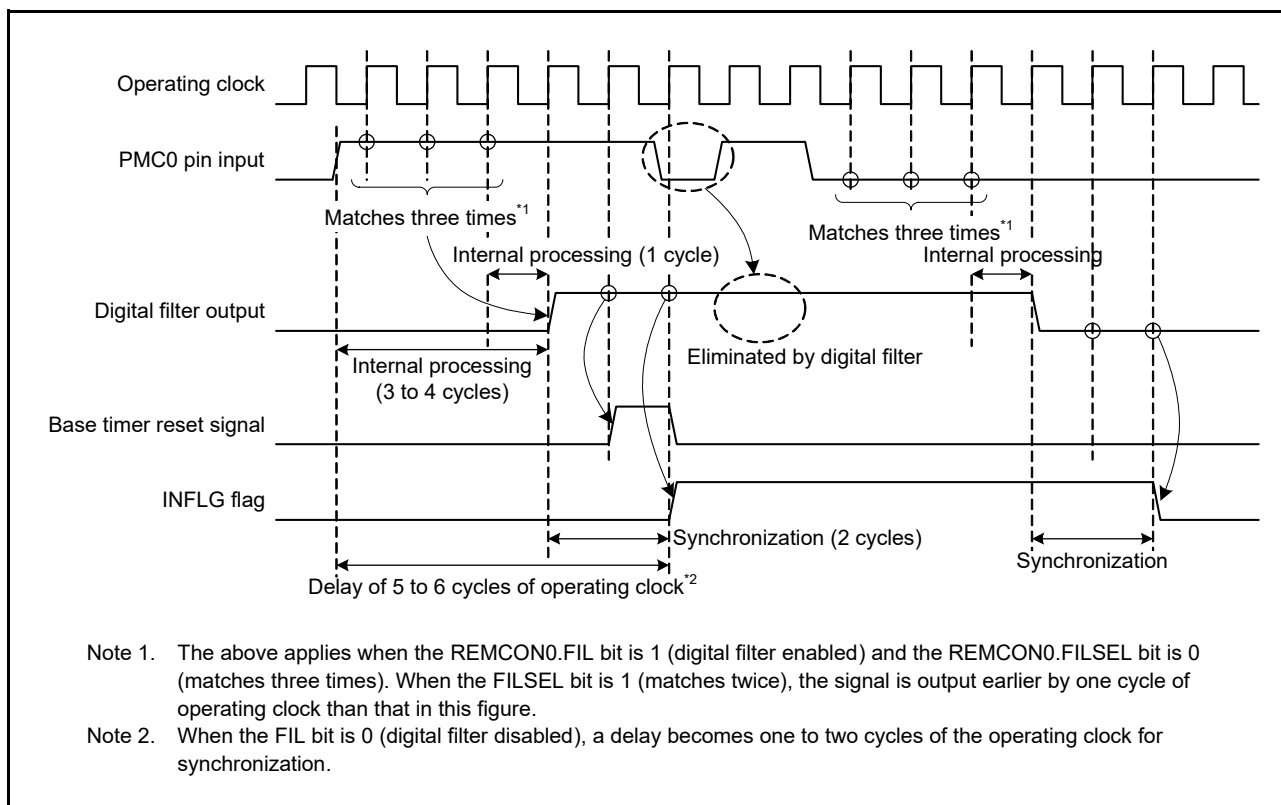 Operating clock
PMC0 pin input
Matches three times*1
Matches three times*1
Internal processing (1 cycle)
Internal processing
Digital filter output
Eliminated by digital filter
Internal processing
(3 to 4 cycles)
Base timer reset signal
INFLG flag
Synchronization (2 cycles)
Synchronization
Delay of 5 to 6 cycles of operating clock*2
Note 1. The above applies when the REMCON0.FIL bit is 1 (digital filter enabled) and the REMCON0.FILSEL bit is 0
(matches three times). When the FILSEL bit is 1 (matches twice), the signal is output earlier by one cycle of
operating clock than that in this figure.
Note 2. When the FIL bit is 0 (digital filter disabled), a delay becomes one to two cycles of the operating clock for
synchronization.